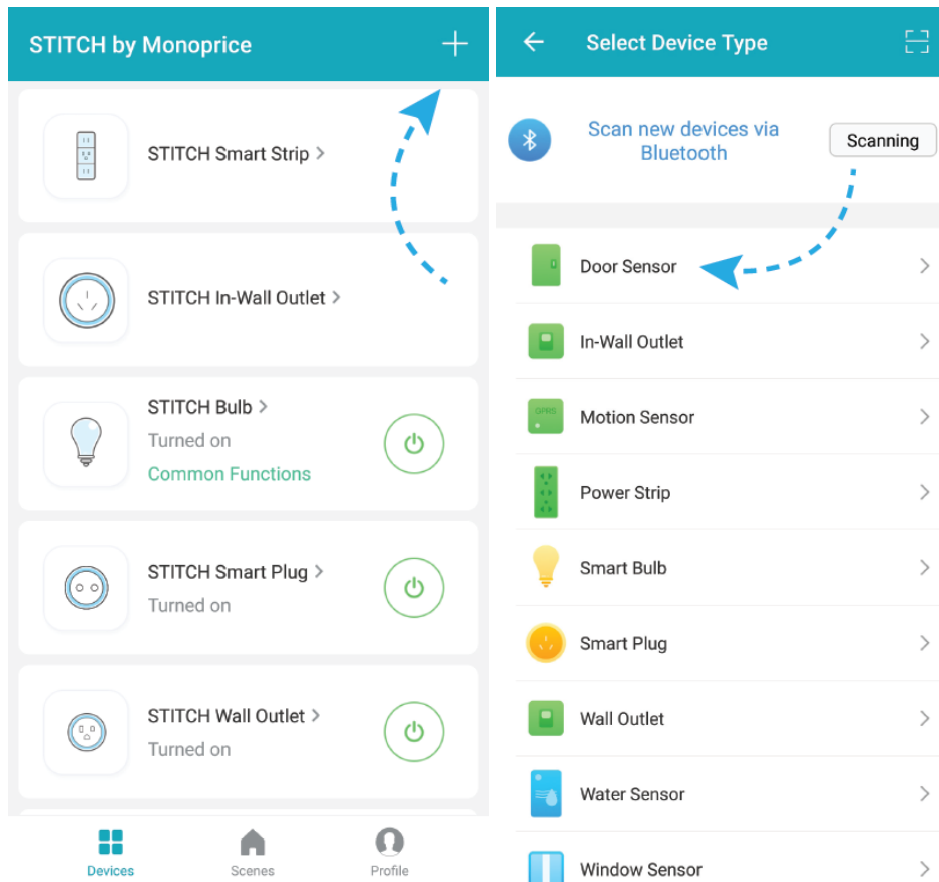 STITCH by Monoprice
STITCH Smart Strip >
STITCH In-Wall Outlet >
STITCH Bulb >
Turned on
Common Functions
STITCH Smart Plug >
Turned on
STITCH Wall Outlet >
Turned on
Devices
Scenes
Profile
Select Device Type
Scan new devices via
Bluetooth
Scanning
Door Sensor
In-Wall Outlet
GPRS
Motion Sensor
Power Strip
Smart Bulb
Smart Plug
Wall Outlet
Water Sensor
Window Sensor